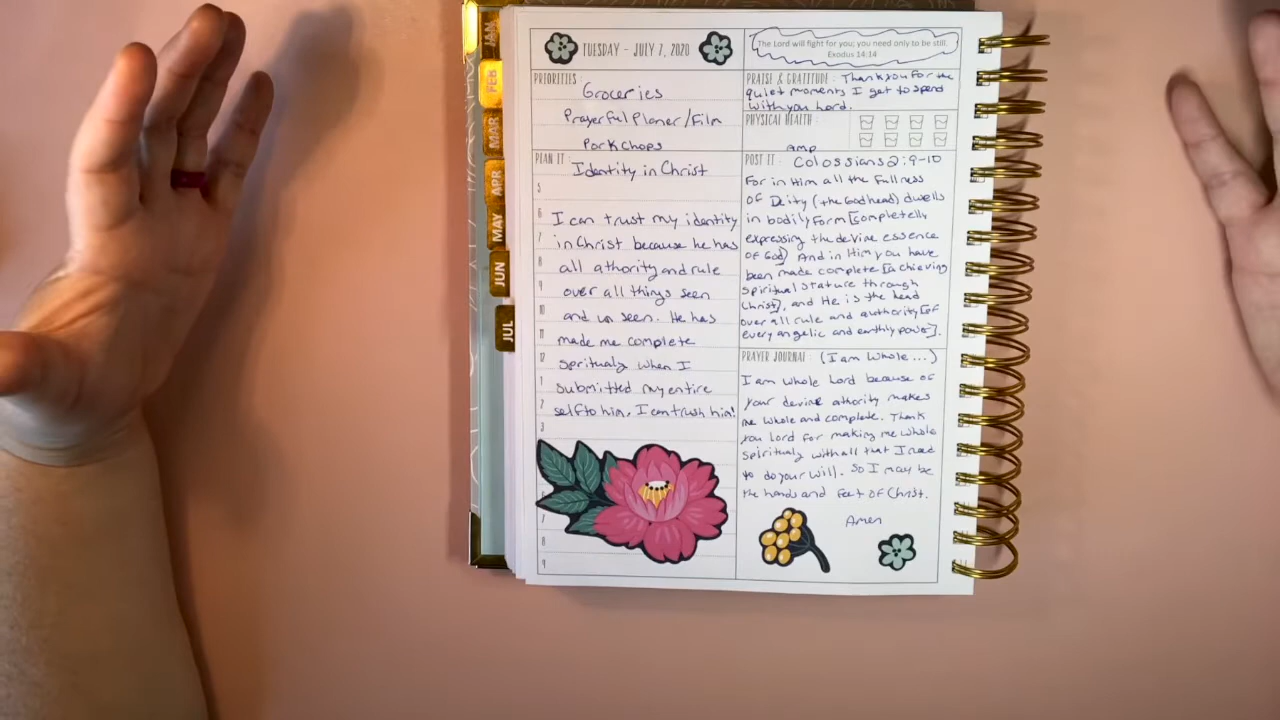 JAN
FEB
MAR
APR
MAY
JUN
JUL
TUESDAY - JULY 7, 2020
The Lord will fight for you; you need only to be still.
Exodus 14:14
PRIORITIES:
Groceries
Prayerful Planer/Film
Pork Chops
PRAISE & GRATITUDE: Thank you for the
quiet moments I get to spend
with you Lord.
PHYSICAL HEALTH:
Amp
PLAN IT:
Identity in Christ
5
6 I can trust my identity
7 in Christ because he has
8 all athority and rule
9 over all things seen
10 and un seen. He has
11 made me complete
12 spiritualy when I
1 submitted my entire
2 self to him, I can trush him!
3
7
8
9
POST IT: Colossians 2:9-10
For in Him all the Fullness
of Deity (the Godhead) dwells
in bodily form [completelly
expressing the devine essence
of God] And in Him you have
been made complete [achieving
spiritual stature through
Christ], and He is the head
over all rule and authority [of
every angelic and earthly power].
PRAYER JOURNAL: (I am Whole...)
I am whole Lord because of
your devine athority makes
me whole and complete. Thank
you lord for making me whole
spiritualy with all that I need
to do your will. So I may be
the hands and feet of Christ.
Amen